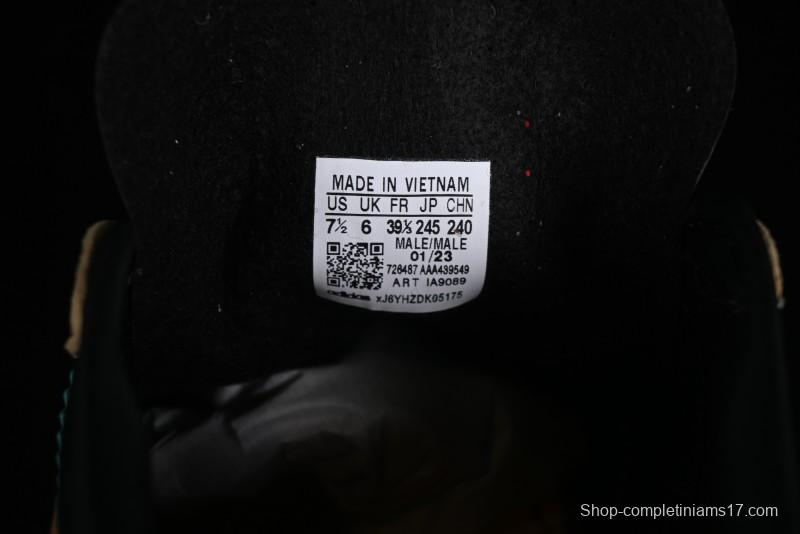 MADE IN VIETNAM
US UK FR JP CHN
7½ 6 39⅓ 245 240
MALE/MALE
01/23
726487 AAA439549
ART IA9089
adidas xJ6YHZDK05175
Shop-completiniams17.com